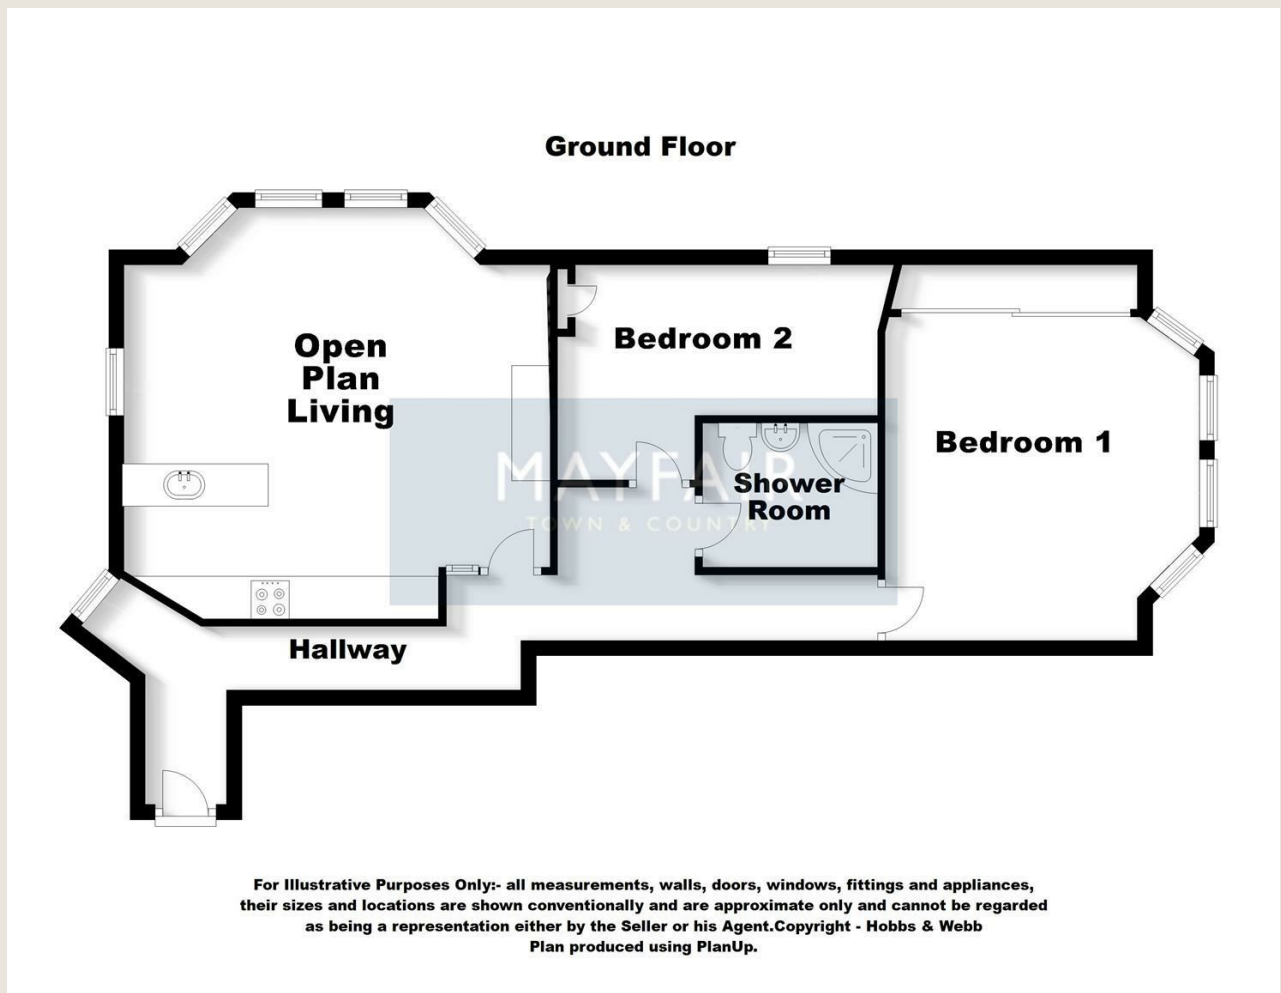 Ground Floor
Open
Plan
Living
Bedroom 2
Bedroom 1
MAYFAIR
TOWN & COUNTRY
Shower
Room
Hallway
For Illustrative Purposes Only:- all measurements, walls, doors, windows, fittings and appliances,
their sizes and locations are shown conventionally and are approximate only and cannot be regarded
as being a representation either by the Seller or his Agent.Copyright - Hobbs & Webb
Plan produced using PlanUp.